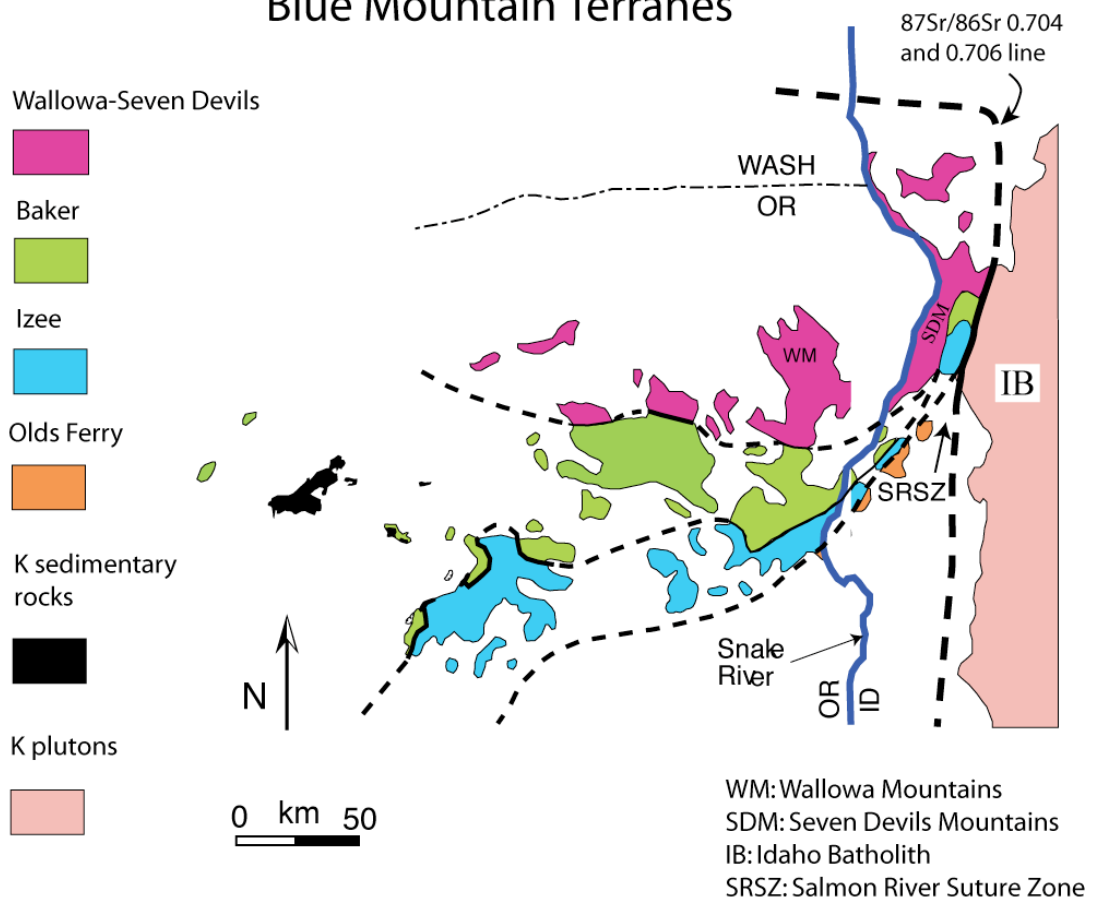 Blue Mountain Terranes
87Sr/86Sr 0.704
and 0.706 line
Wallowa-Seven Devils
Baker
Izee
Olds Ferry
K sedimentary
rocks
K plutons
WASH
OR
WM
SDM
IB
SRSZ
Snake
River
OR
ID
N
0 km 50
WM: Wallowa Mountains
SDM: Seven Devils Mountains
IB: Idaho Batholith
SRSZ: Salmon River Suture Zone